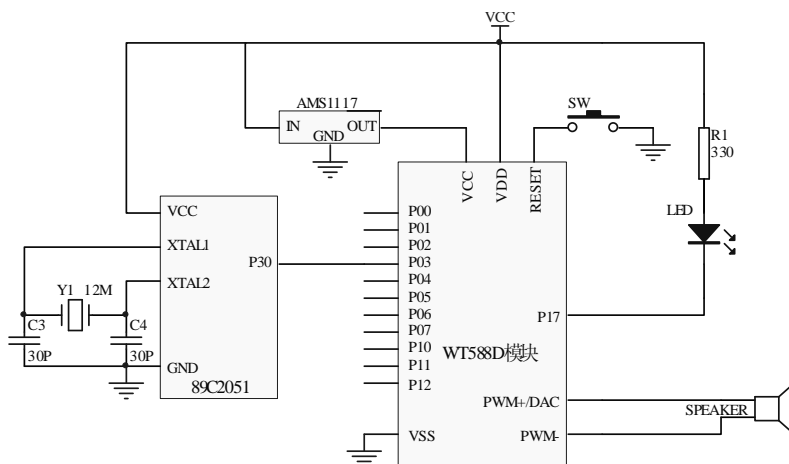 VCC
AMS1117
IN
OUT
GND
SW
R1
330
VCC
VDD
RESET
LED
VCC
XTAL1
XTAL2
P30
GND
89C2051
Y1
12M
C3
30P
C4
30P
P00
P01
P02
P03
P04
P05
P06
P07
P10
P11
P12
VSS
P17
WT588D模块
PWM+/DAC
PWM-
SPEAKER